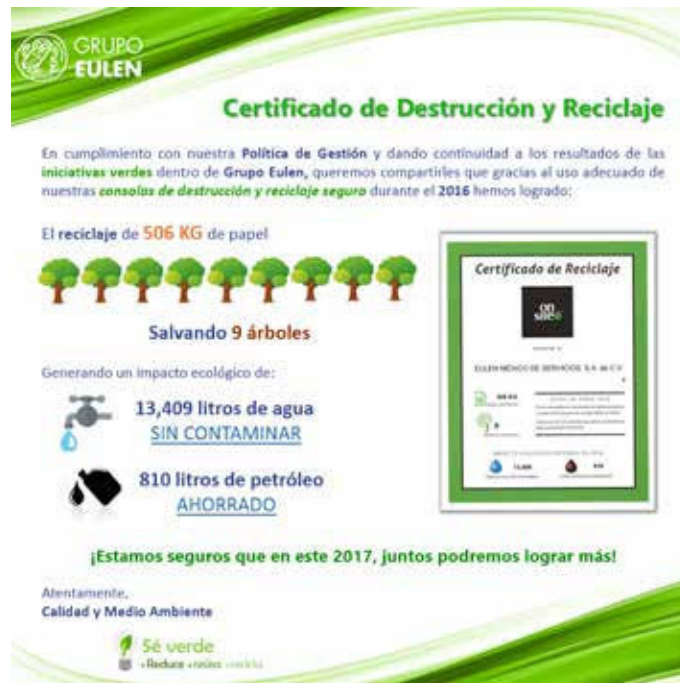 GRUPO
EULEN
Certificado de Destrucción y Reciclaje
En cumplimiento con nuestra Política de Gestión y dando continuidad a los resultados de las
iniciativas verdes dentro de Grupo Eulen, queremos compartirles que gracias al uso adecuado de
nuestras consolas de destrucción y reciclaje seguro durante el 2016 hemos logrado:
El reciclaje de 506 KG de papel
Salvando 9 árboles
Generando un impacto ecológico de:
13,409 litros de agua
SIN CONTAMINAR
810 litros de petróleo
AHORRADO
Certificado de Reciclaje
on
site
EULEN MÉXICO DE SERVICIOS, S.A. de C.V.
¡Estamos seguros que en este 2017, juntos podremos lograr más!
Atentamente,
Calidad y Medio Ambiente
Sé verde
Reduce